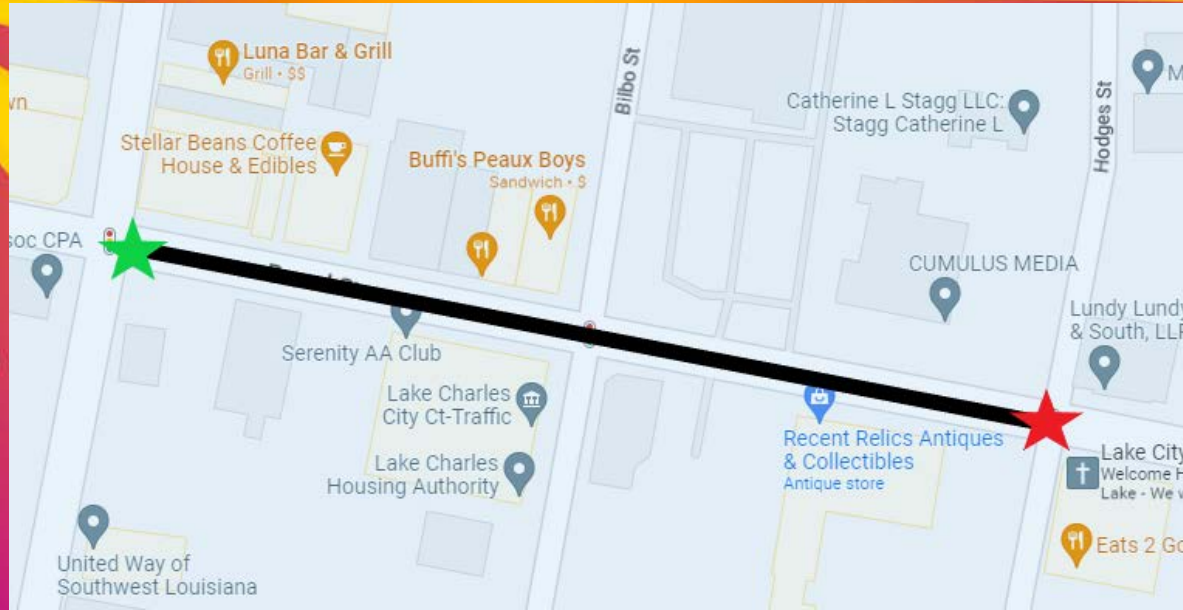 Luna Bar & Grill
Grill • $$
wn
Stellar Beans Coffee
House & Edibles
Buffi's Peaux Boys
Sandwich • $
Bilbo St
Catherine L Stagg LLC:
Stagg Catherine L
Hodges St
M
soc CPA
CUMULUS MEDIA
Serenity AA Club
Lundy Lundy
& South, LLP
Lake Charles
City Ct-Traffic
Lake Charles
Housing Authority
Recent Relics Antiques
& Collectibles
Antique store
Lake City
Welcome H
Lake - We v
Eats 2 Go
United Way of
Southwest Louisiana